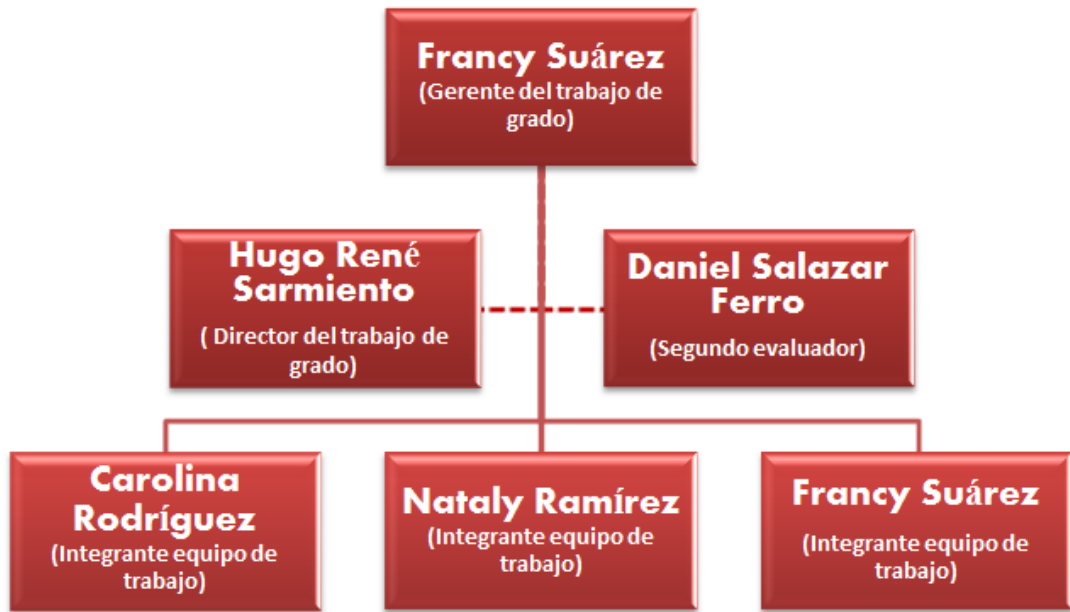 Francy Suárez
(Gerente del trabajo de
grado)
Hugo René
Sarmiento
( Director del trabajo de
grado)
Daniel Salazar
Ferro
(Segundo evaluador)
Carolina
Rodríguez
(Integrante equipo de
trabajo)
Nataly Ramírez
(Integrante equipo de
trabajo)
Francy Suárez
(Integrante equipo de
trabajo)